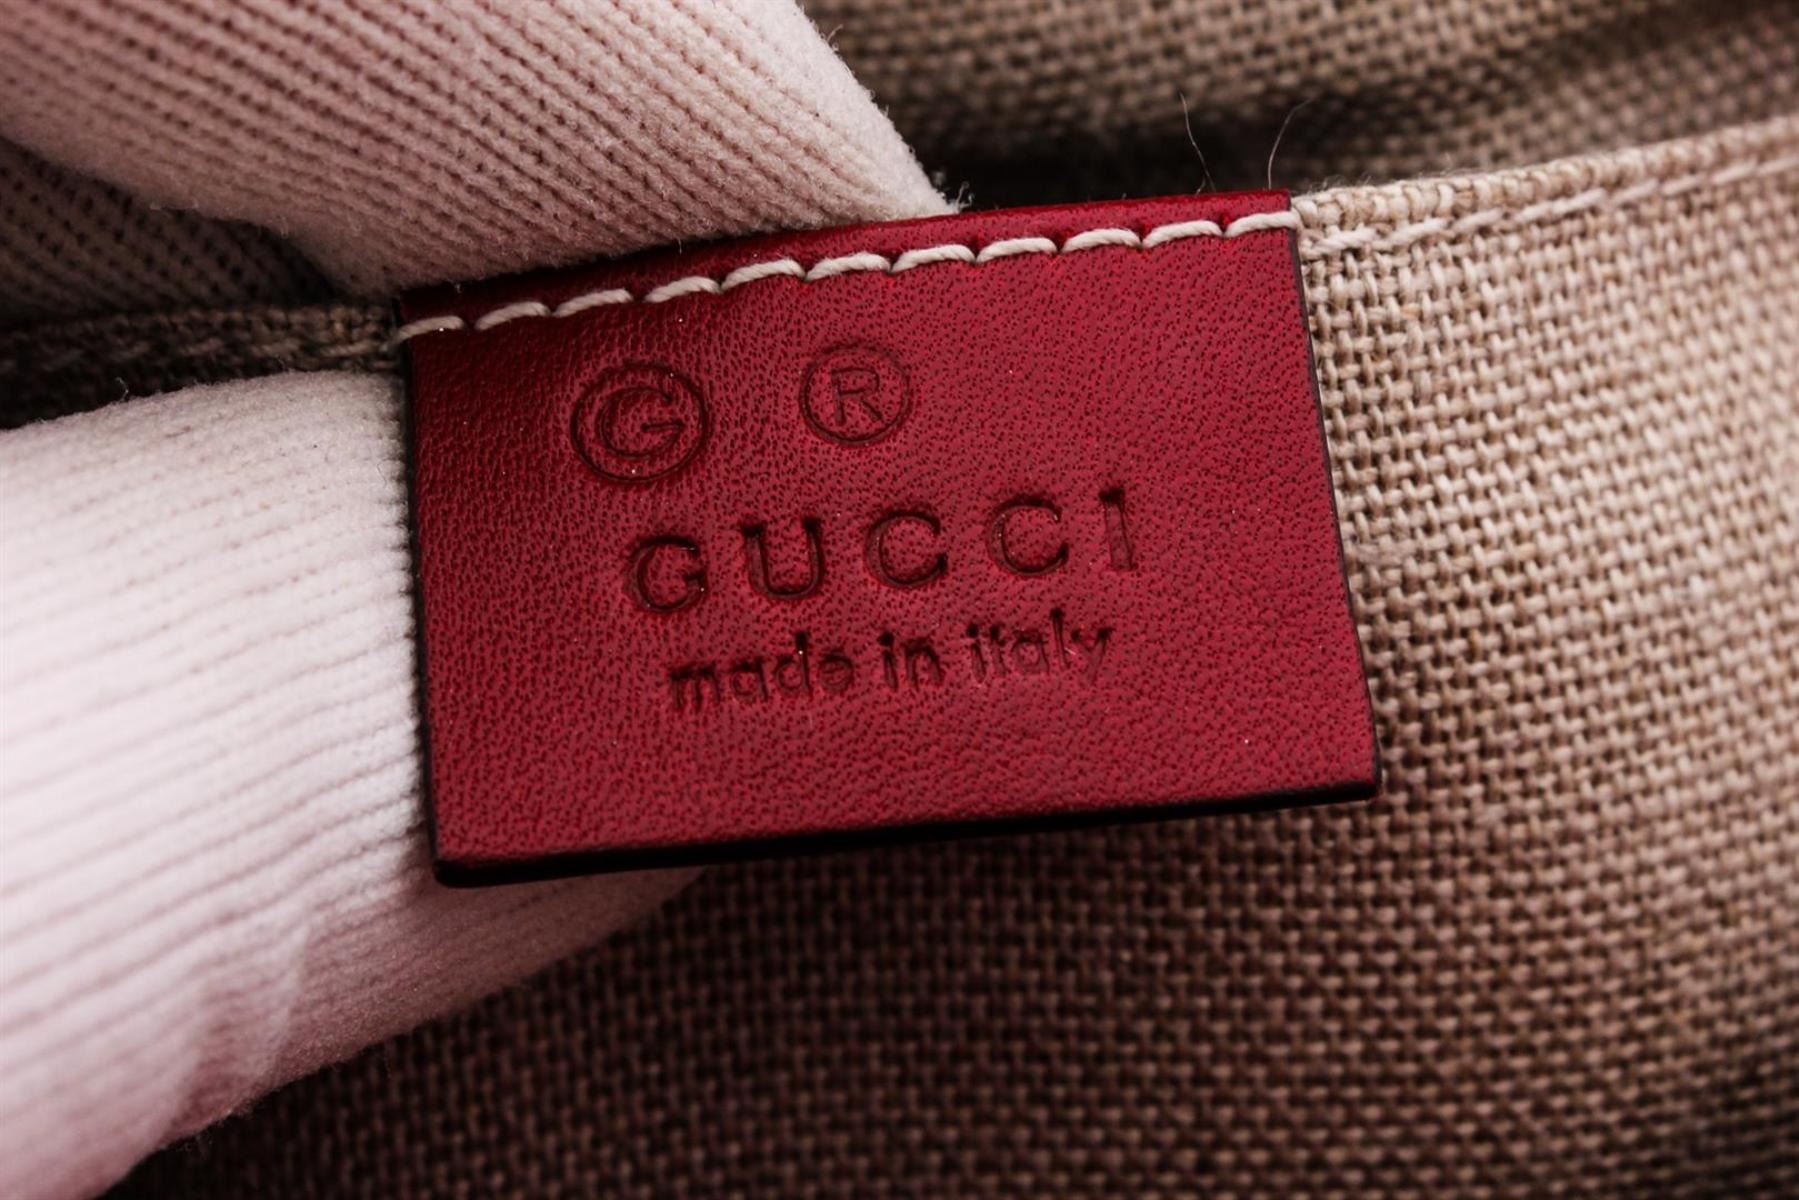 Ⓖ ®
GUCCI
made in italy